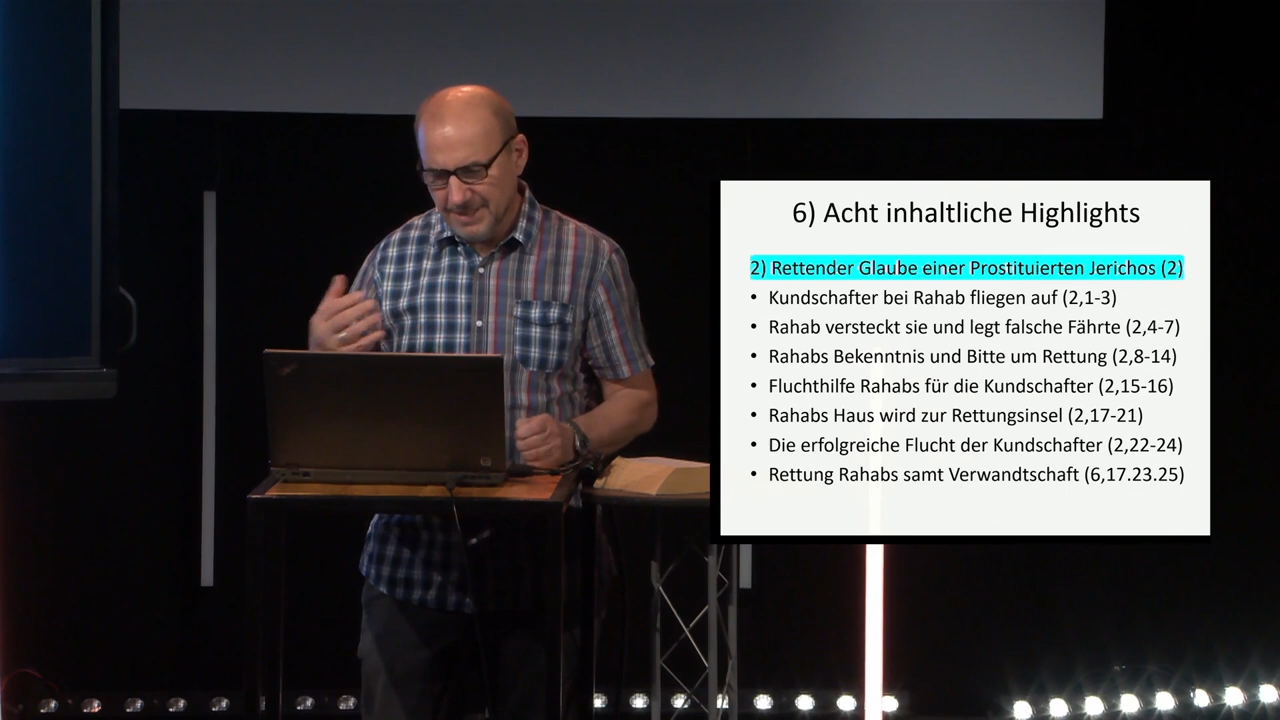 6) Acht inhaltliche Highlights
2) Rettender Glaube einer Prostituierten Jerichos (2)
• Kundschafter bei Rahab fliegen auf (2,1-3)
• Rahab versteckt sie und legt falsche Fährte (2,4-7)
• Rahabs Bekenntnis und Bitte um Rettung (2,8-14)
• Fluchthilfe Rahabs für die Kundschafter (2,15-16)
• Rahabs Haus wird zur Rettungsinsel (2,17-21)
• Die erfolgreiche Flucht der Kundschafter (2,22-24)
• Rettung Rahabs samt Verwandtschaft (6,17.23.25)